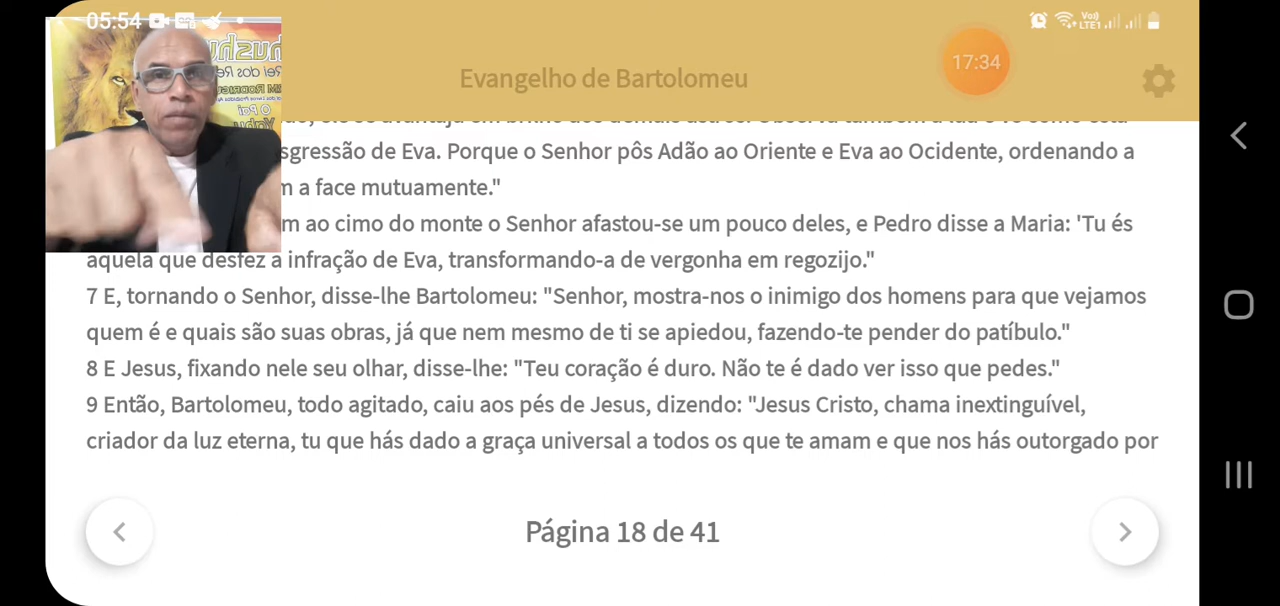 05:54
Vo)
LTE1
Evangelho de Bartolomeu
17:34
sgressão de Eva. Porque o Senhor pôs Adão ao Oriente e Eva ao Ocidente, ordenando a
m a face mutuamente."
m ao cimo do monte o Senhor afastou-se um pouco deles, e Pedro disse a Maria: 'Tu és
aquela que desfez a infração de Eva, transformando-a de vergonha em regozijo."
7 E, tornando o Senhor, disse-lhe Bartolomeu: "Senhor, mostra-nos o inimigo dos homens para que vejamos
quem é e quais são suas obras, já que nem mesmo de ti se apiedou, fazendo-te pender do patíbulo."
8 E Jesus, fixando nele seu olhar, disse-lhe: "Teu coração é duro. Não te é dado ver isso que pedes."
9 Então, Bartolomeu, todo agitado, caiu aos pés de Jesus, dizendo: "Jesus Cristo, chama inextinguível,
criador da luz eterna, tu que hás dado a graça universal a todos os que te amam e que nos hás outorgado por
Página 18 de 41